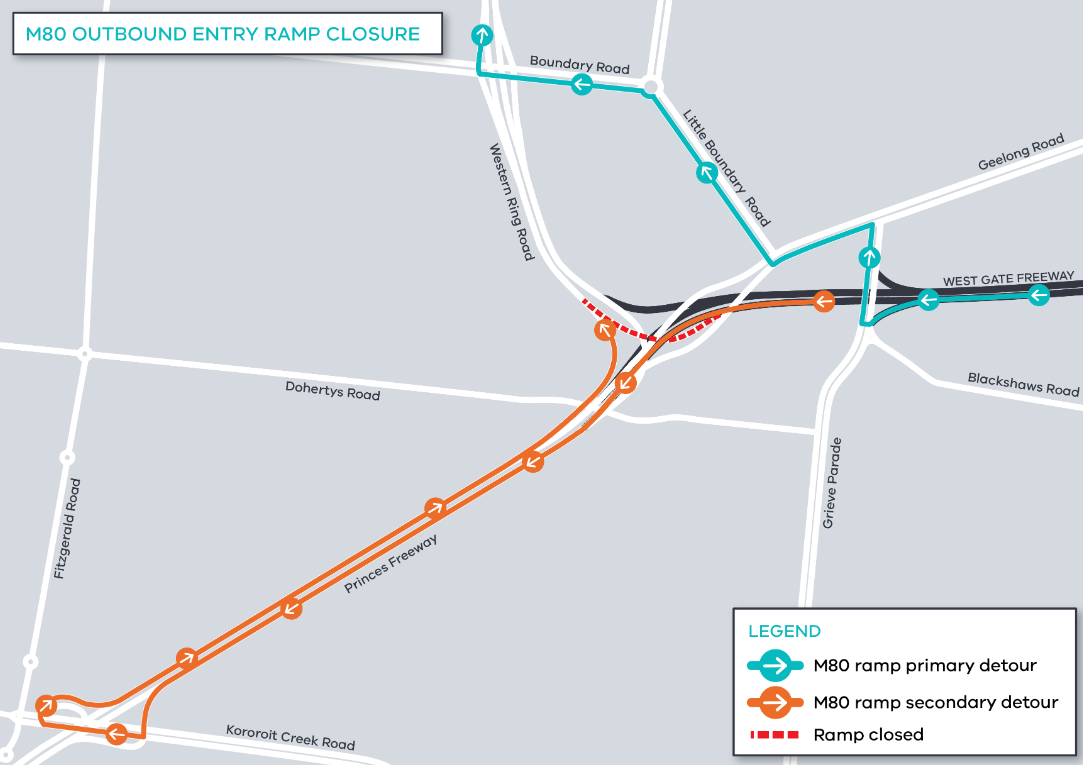 M80 OUTBOUND ENTRY RAMP CLOSURE
Boundary Road
Little Boundary Road
Geelong Road
Western Ring Road
WEST GATE FREEWAY
Blackshaws Road
Dohertys Road
Grieve Parade
Fitzgerald Road
Princes Freeway
Kororoit Creek Road
LEGEND
M80 ramp primary detour
M80 ramp secondary detour
Ramp closed